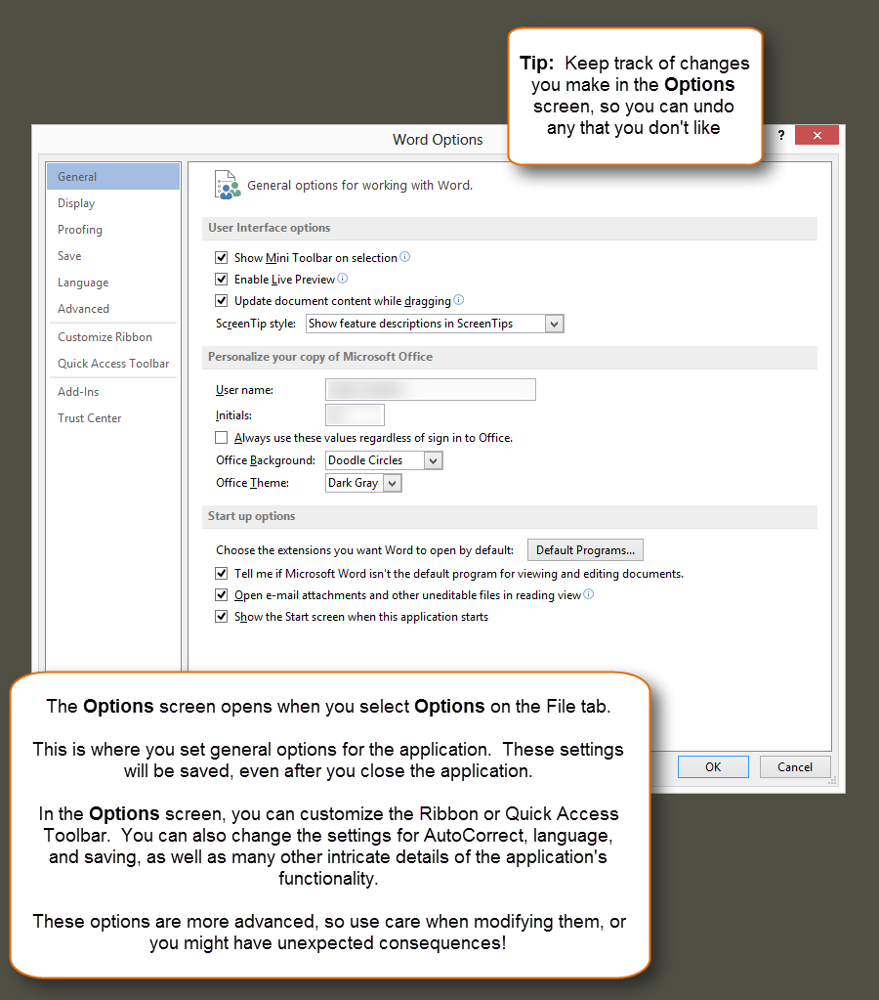 Tip: Keep track of changes
you make in the Options
screen, so you can undo
any that you don't like
Word Options
?
General
Display
Proofing
Save
Language
Advanced
Customize Ribbon
Quick Access Toolbar
Add-Ins
Trust Center
General options for working with Word.
User Interface options
Show Mini Toolbar on selection
Enable Live Preview
Update document content while dragging
ScreenTip style: Show feature descriptions in ScreenTips
Personalize your copy of Microsoft Office
User name:
Initials:
Always use these values regardless of sign in to Office.
Office Background: Doodle Circles
Office Theme: Dark Gray
Start up options
Choose the extensions you want Word to open by default: Default Programs...
Tell me if Microsoft Word isn't the default program for viewing and editing documents.
Open e-mail attachments and other uneditable files in reading view
Show the Start screen when this application starts
OK Cancel
The Options screen opens when you select Options on the File tab.
This is where you set general options for the application. These settings
will be saved, even after you close the application.
In the Options screen, you can customize the Ribbon or Quick Access
Toolbar. You can also change the settings for AutoCorrect, language,
and saving, as well as many other intricate details of the application's
functionality.
These options are more advanced, so use care when modifying them, or
you might have unexpected consequences!